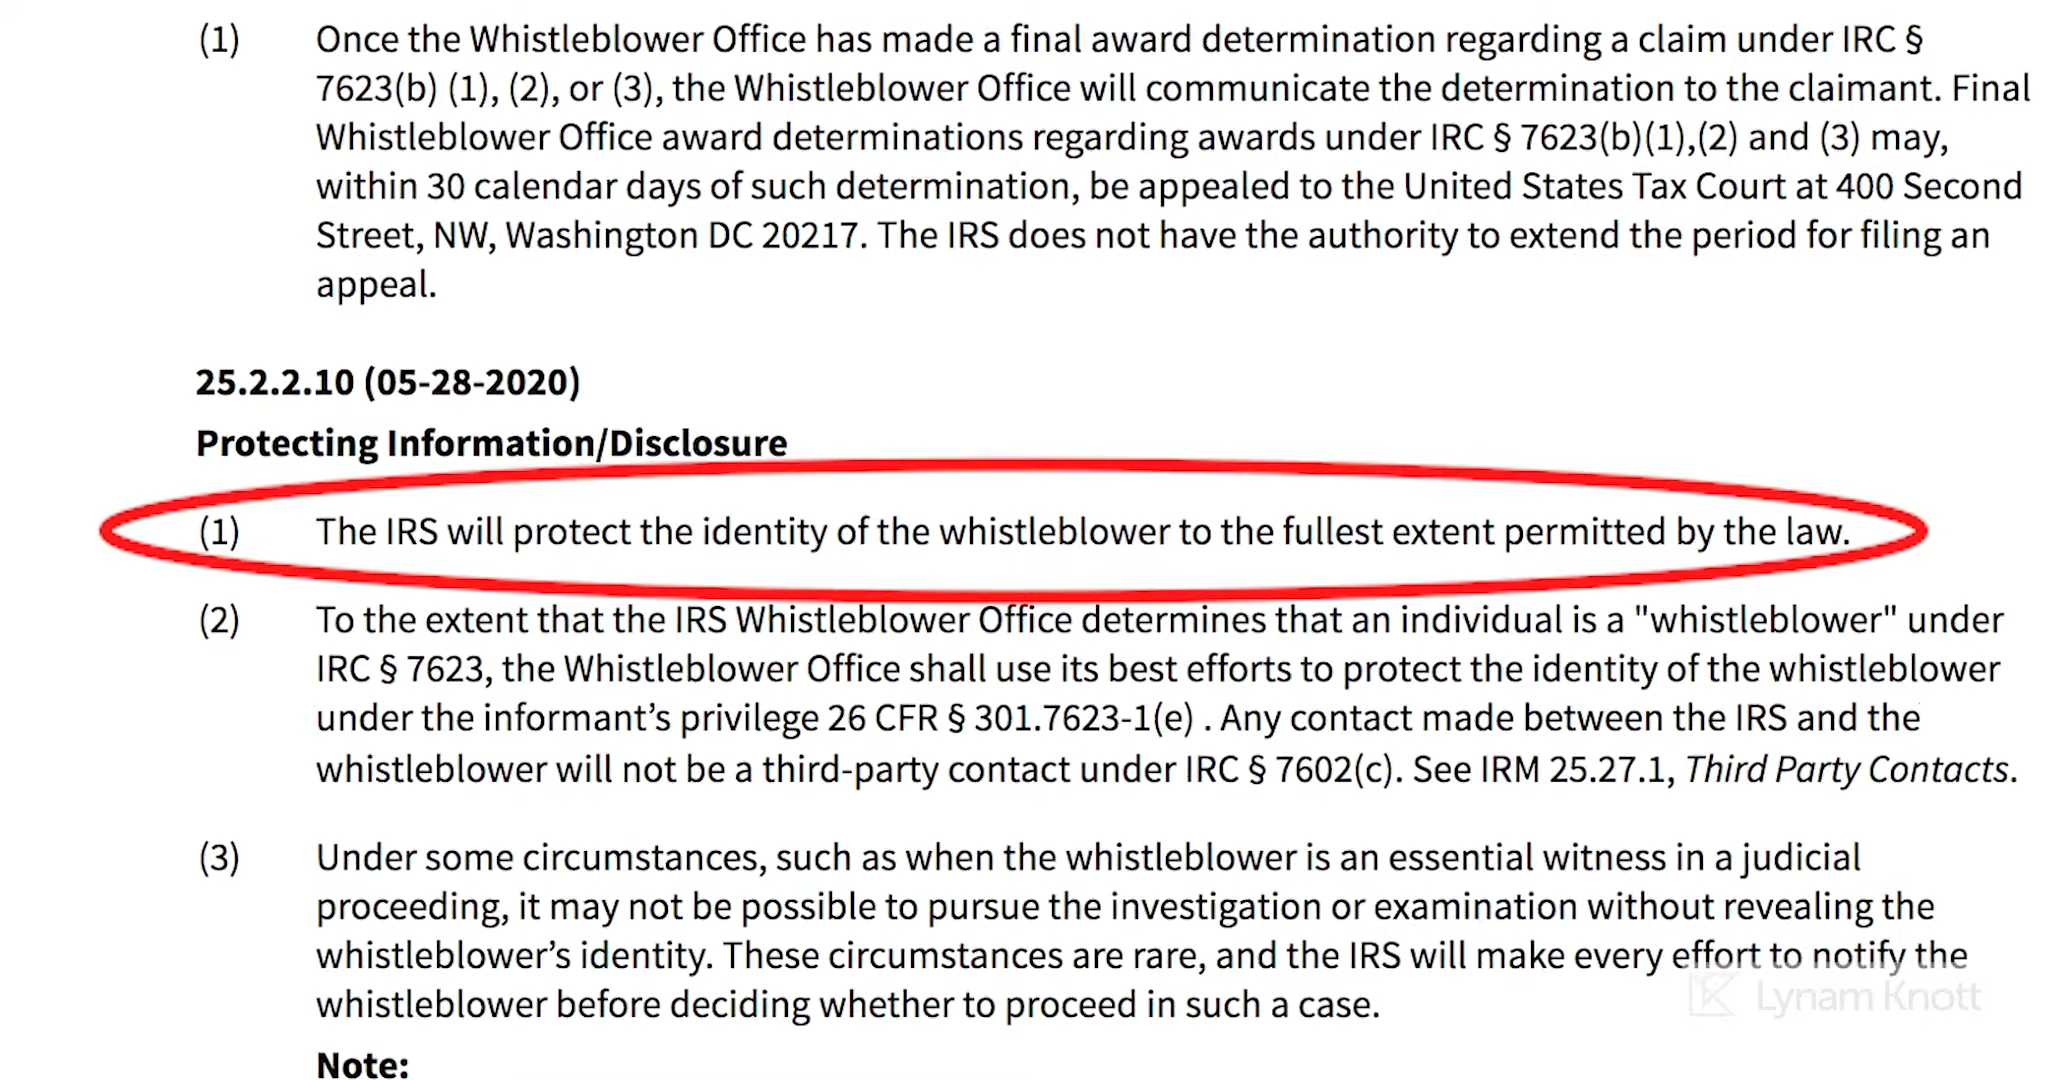 (1) Once the Whistleblower Office has made a final award determination regarding a claim under IRC §
7623(b) (1), (2), or (3), the Whistleblower Office will communicate the determination to the claimant. Final
Whistleblower Office award determinations regarding awards under IRC § 7623(b)(1),(2) and (3) may,
within 30 calendar days of such determination, be appealed to the United States Tax Court at 400 Second
Street, NW, Washington DC 20217. The IRS does not have the authority to extend the period for filing an
appeal.
25.2.2.10 (05-28-2020)
Protecting Information/Disclosure
(1) The IRS will protect the identity of the whistleblower to the fullest extent permitted by the law.
(2) To the extent that the IRS Whistleblower Office determines that an individual is a "whistleblower" under
IRC § 7623, the Whistleblower Office shall use its best efforts to protect the identity of the whistleblower
under the informant’s privilege 26 CFR § 301.7623-1(e) . Any contact made between the IRS and the
whistleblower will not be a third-party contact under IRC § 7602(c). See IRM 25.27.1, Third Party Contacts.
(3) Under some circumstances, such as when the whistleblower is an essential witness in a judicial
proceeding, it may not be possible to pursue the investigation or examination without revealing the
whistleblower’s identity. These circumstances are rare, and the IRS will make every effort to notify the
whistleblower before deciding whether to proceed in such a case.
Lynam Knott
Note: